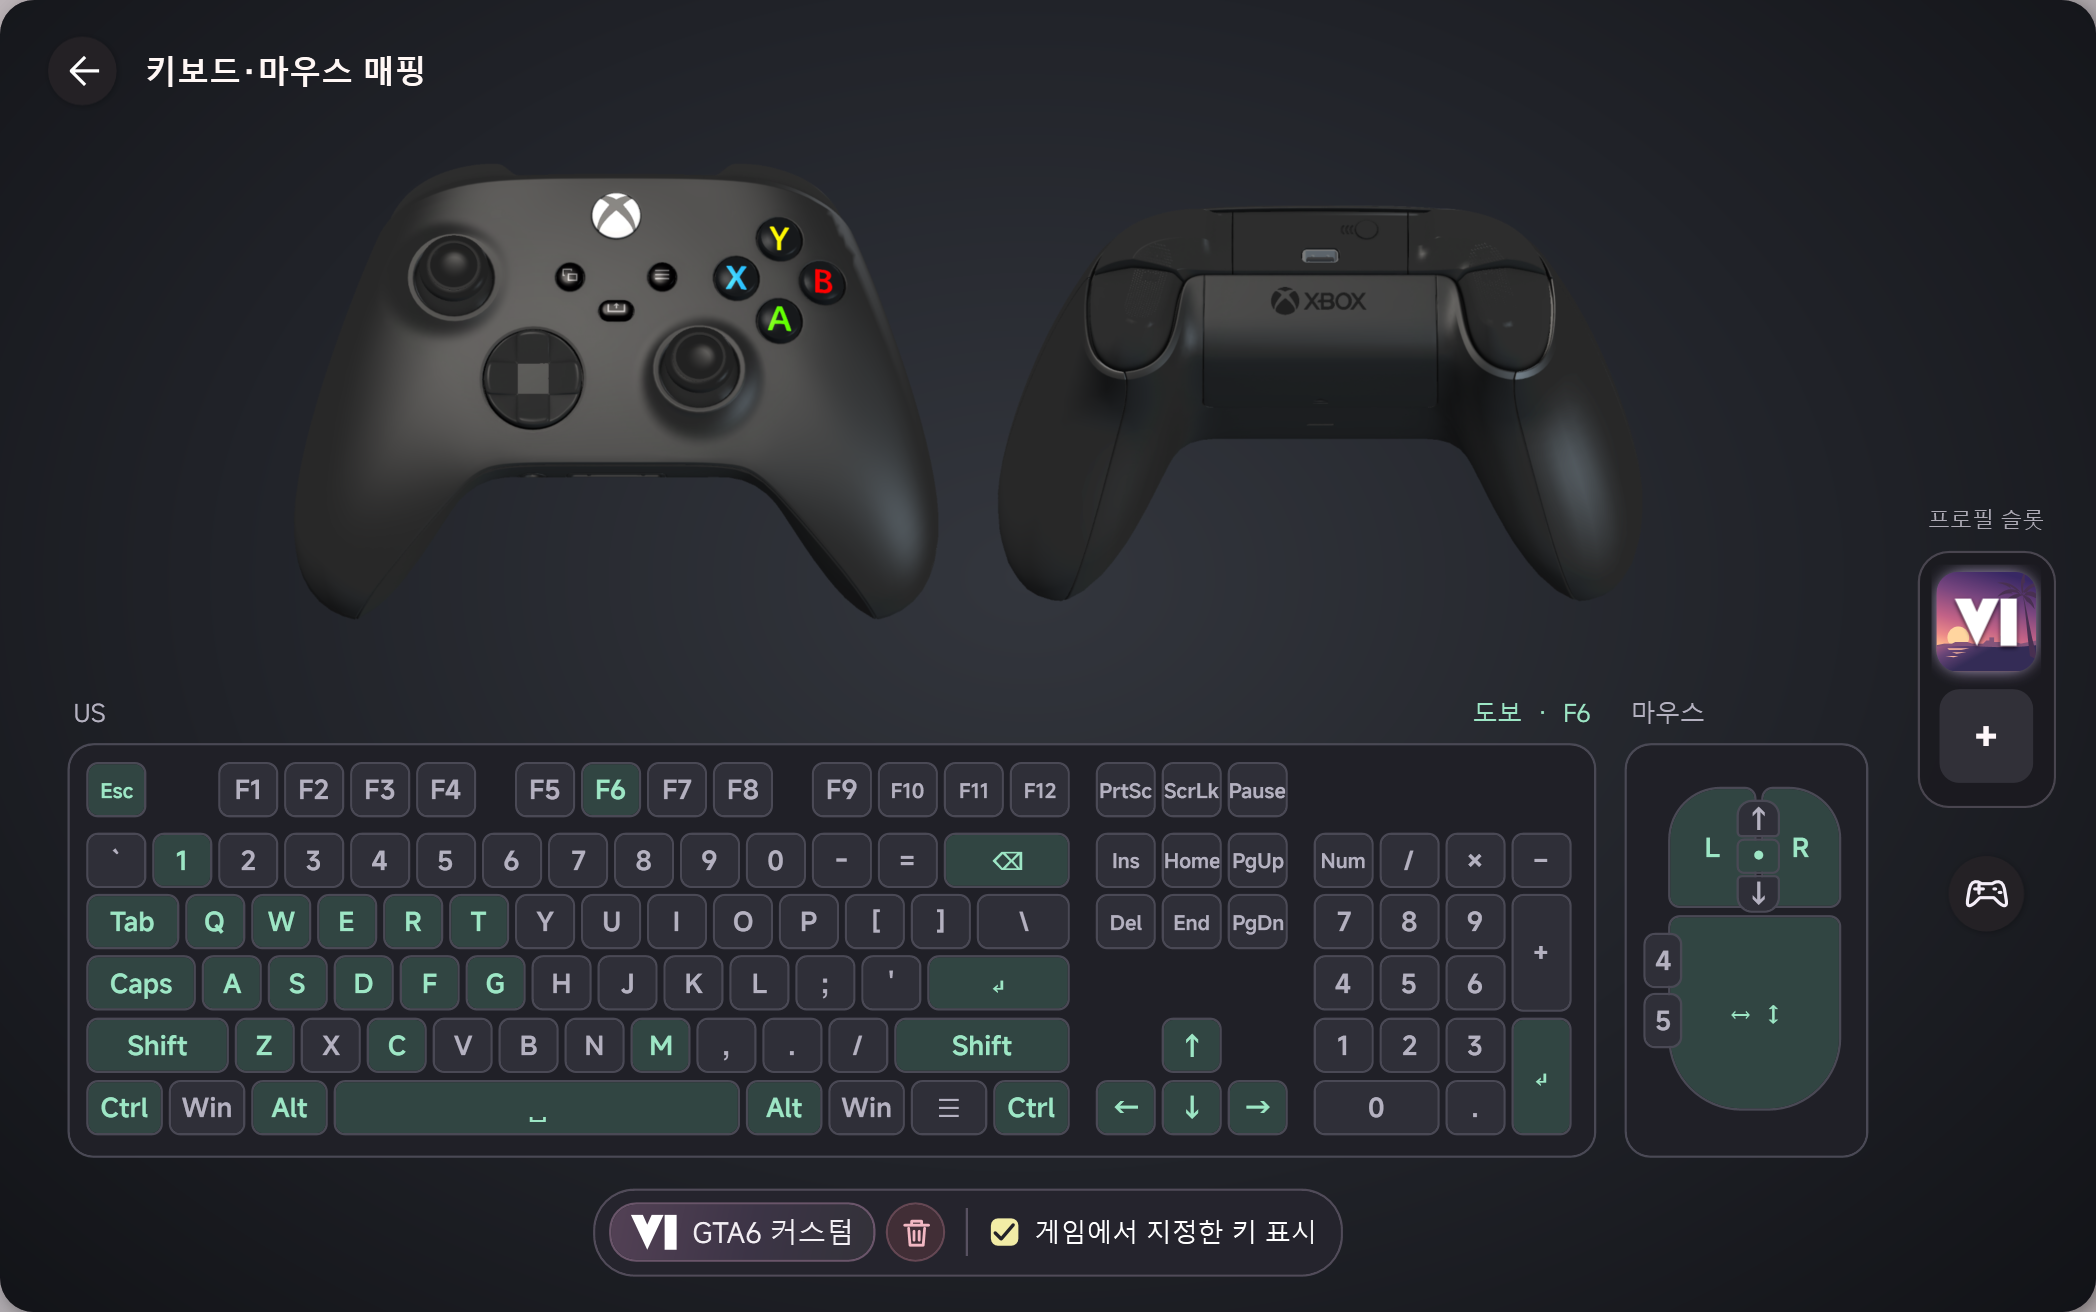 키보드·마우스 매핑
Y
X
B
A
XBOX
프로필 슬롯
VI
+
US
도보 · F6
마우스
Esc F1 F2 F3 F4 F5 F6 F7 F8 F9 F10 F11 F12 PrtSc ScrLk Pause
` 1 2 3 4 5 6 7 8 9 0 - = ⌫ Ins Home PgUp Num / × −
Tab Q W E R T Y U I O P [ ] \ Del End PgDn 7 8 9 +
Caps A S D F G H J K L ; ' ↲ 4 5 6
Shift Z X C V B N M , . / Shift ↑ 1 2 3 ↲
Ctrl Win Alt ⎵ Alt Win ☰ Ctrl ← ↓ → 0 .
↑
L • R
↓
4
↔ ↕
5
VI GTA6 커스텀
게임에서 지정한 키 표시